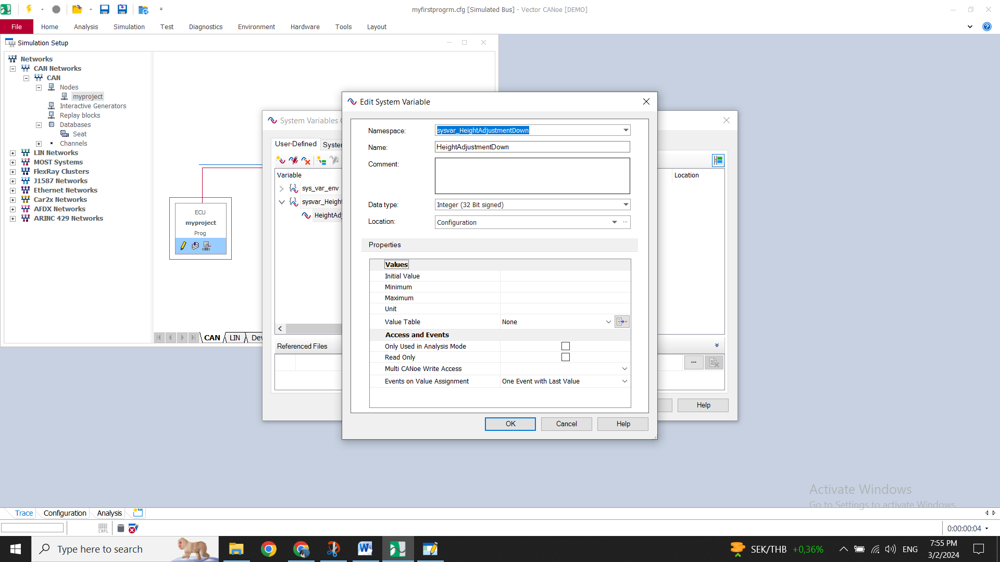 myfirstprogrm.cfg [Simulated Bus] - Vector CANoe [DEMO]
File Home Analysis Simulation Test Diagnostics Environment Hardware Tools Layout
Simulation Setup
Networks
CAN Networks
CAN
Nodes
myproject
Interactive Generators
Replay blocks
Databases
Seat
Channels
LIN Networks
MOST Systems
FlexRay Clusters
J1587 Networks
Ethernet Networks
Car2x Networks
AFDX Networks
ARINC 429 Networks
ECU
myproject
Prog
CAN LIN Dev
System Variables
User-Defined System
Variable
Location
sys_var_env
sysvar_Height
HeightAdj
Referenced Files
...
Help
Edit System Variable
Namespace: sysvar_HeightAdjustmentDown
Name: HeightAdjustmentDown
Comment:
Data type: Integer (32 Bit signed)
Location: Configuration ...
Properties
Values
Initial Value
Minimum
Maximum
Unit
Value Table None
Access and Events
Only Used in Analysis Mode
Read Only
Multi CANoe Write Access
Events on Value Assignment One Event with Last Value
OK Cancel Help
Activate Windows
Go to Settings to activate Windows.
Trace Configuration Analysis
CAPL
0:00:00:04
Type here to search
SEK/THB +0,36%
ENG
7:55 PM
3/2/2024